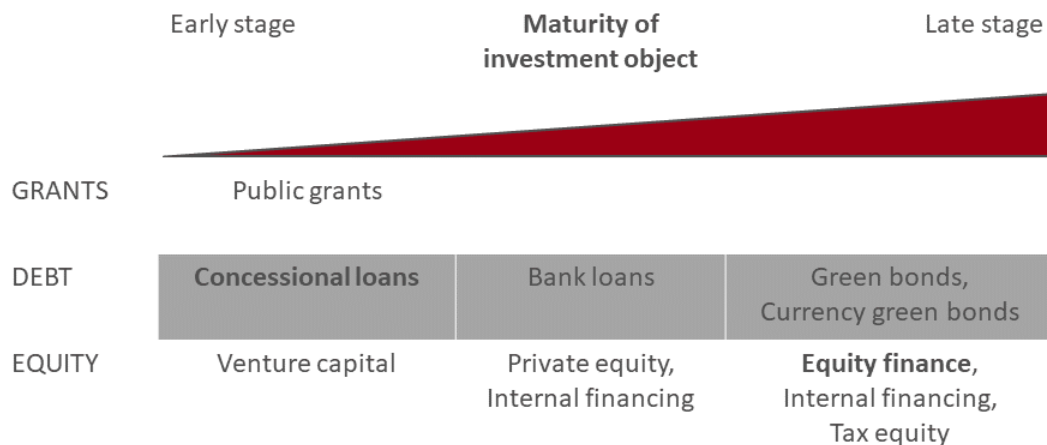 Early stage
Maturity of
investment object
Late stage
GRANTS
Public grants
DEBT
Concessional loans
Bank loans
Green bonds,
Currency green bonds
EQUITY
Venture capital
Private equity,
Internal financing
Equity finance,
Internal financing,
Tax equity